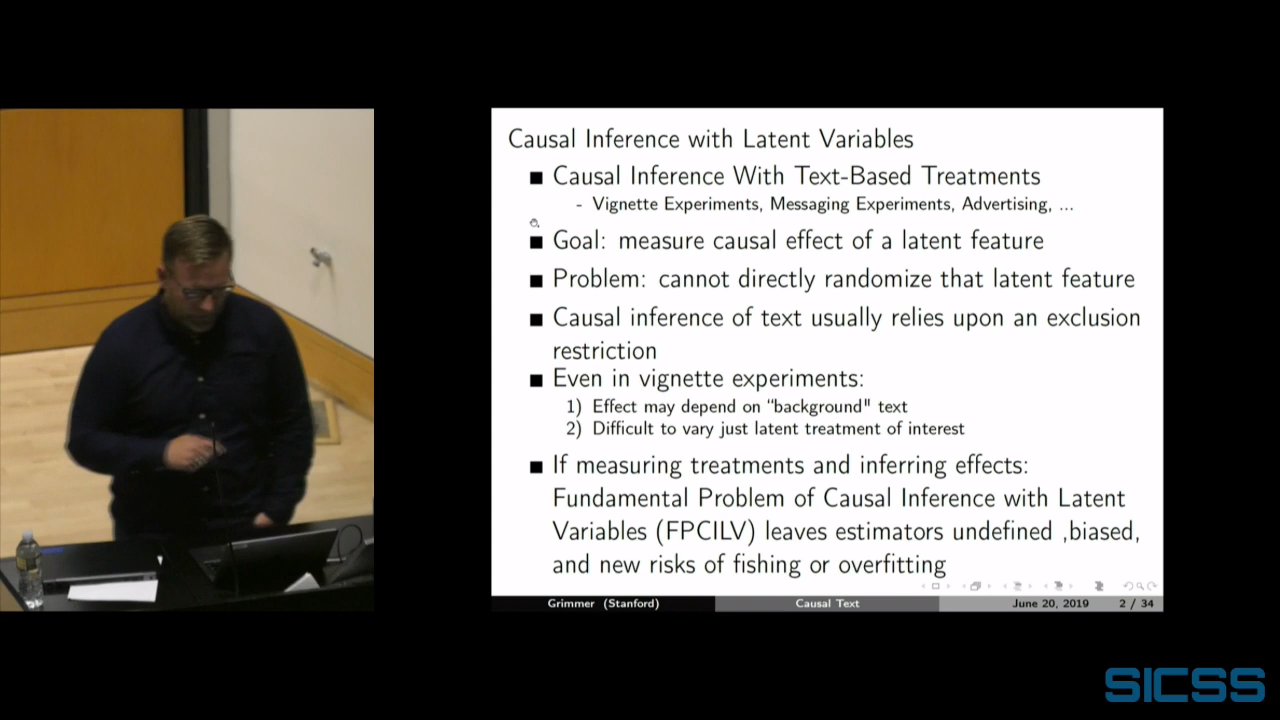 Causal Inference with Latent Variables
■ Causal Inference With Text-Based Treatments
- Vignette Experiments, Messaging Experiments, Advertising, ...
■ Goal: measure causal effect of a latent feature
■ Problem: cannot directly randomize that latent feature
■ Causal inference of text usually relies upon an exclusion
restriction
■ Even in vignette experiments:
1) Effect may depend on "background" text
2) Difficult to vary just latent treatment of interest
■ If measuring treatments and inferring effects:
Fundamental Problem of Causal Inference with Latent
Variables (FPCILV) leaves estimators undefined ,biased,
and new risks of fishing or overfitting
Grimmer (Stanford) Causal Text June 20, 2019 2 / 34
SICSS